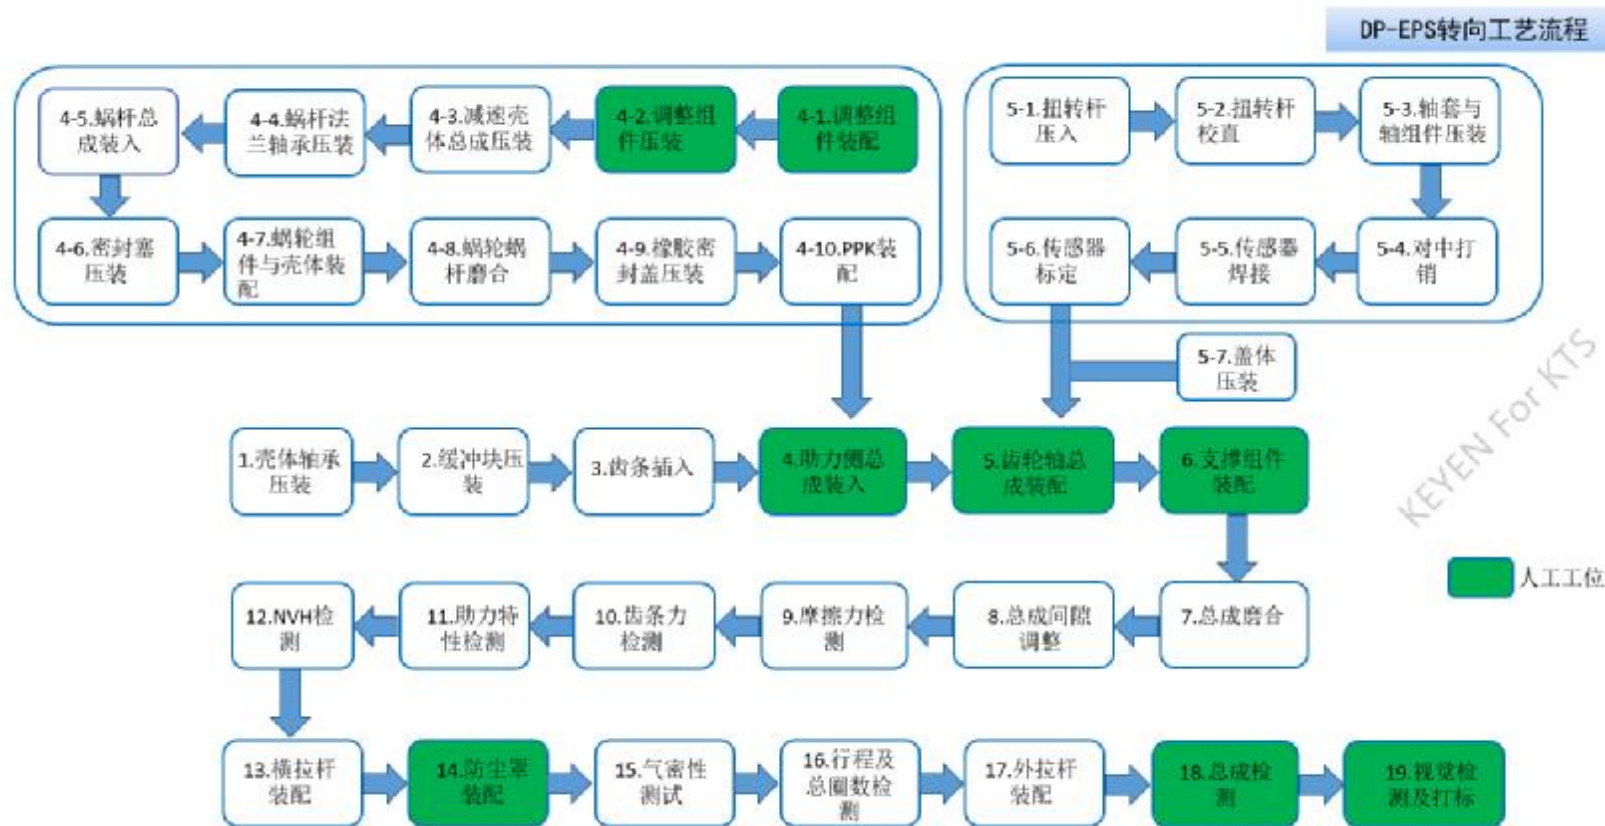 DP-EPS转向工艺流程
4-5.蜗杆总
成装入
4-4.蜗杆法
兰轴承压装
4-3.减速壳
体总成压装
4-2.调整组
件压装
4-1.调整组
件装配
5-1.扭转杆
压入
5-2.扭转杆
校直
5-3.轴套与
轴组件压装
4-6.密封塞
压装
4-7.蜗轮组
件与壳体装
配
4-8.蜗轮蜗
杆磨合
4-9.橡胶密
封盖压装
4-10.PPK装
配
5-6.传感器
标定
5-5.传感器
焊接
5-4.对中打
销
5-7.盖体
压装
KEYEN For KTS
1.壳体轴承
压装
2.缓冲块压
装
3.齿条插入
4.助力侧总
成装入
5.齿轮轴总
成装配
6.支撑组件
装配
人工工位
12.NVH检
测
11.助力特
性检测
10.齿条力
检测
9.摩擦力检
测
8.总成间隙
调整
7.总成磨合
13.横拉杆
装配
14.防尘罩
装配
15.气密性
测试
16.行程及
总圈数检
测
17.外拉杆
装配
18.总成检
测
19.视觉检
测及打标